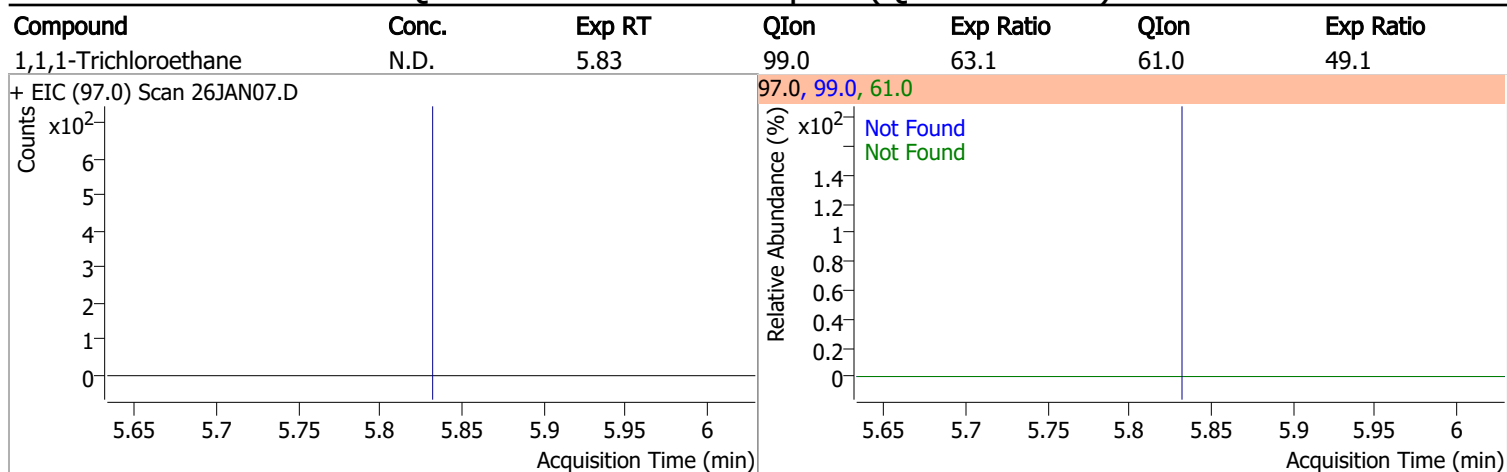 Compound Conc. Exp RT QIon Exp Ratio QIon Exp Ratio
1,1,1-Trichloroethane N.D. 5.83 99.0 63.1 61.0 49.1
+ EIC (97.0) Scan 26JAN07.D
Counts
x10²
6
5
4
3
2
1
0
5.65 5.7 5.75 5.8 5.85 5.9 5.95 6
Acquisition Time (min)
97.0, 99.0, 61.0
Relative Abundance (%)
x10²
Not Found
Not Found
1.4
1.2
1
0.8
0.6
0.4
0.2
0
5.65 5.7 5.75 5.8 5.85 5.9 5.95 6
Acquisition Time (min)